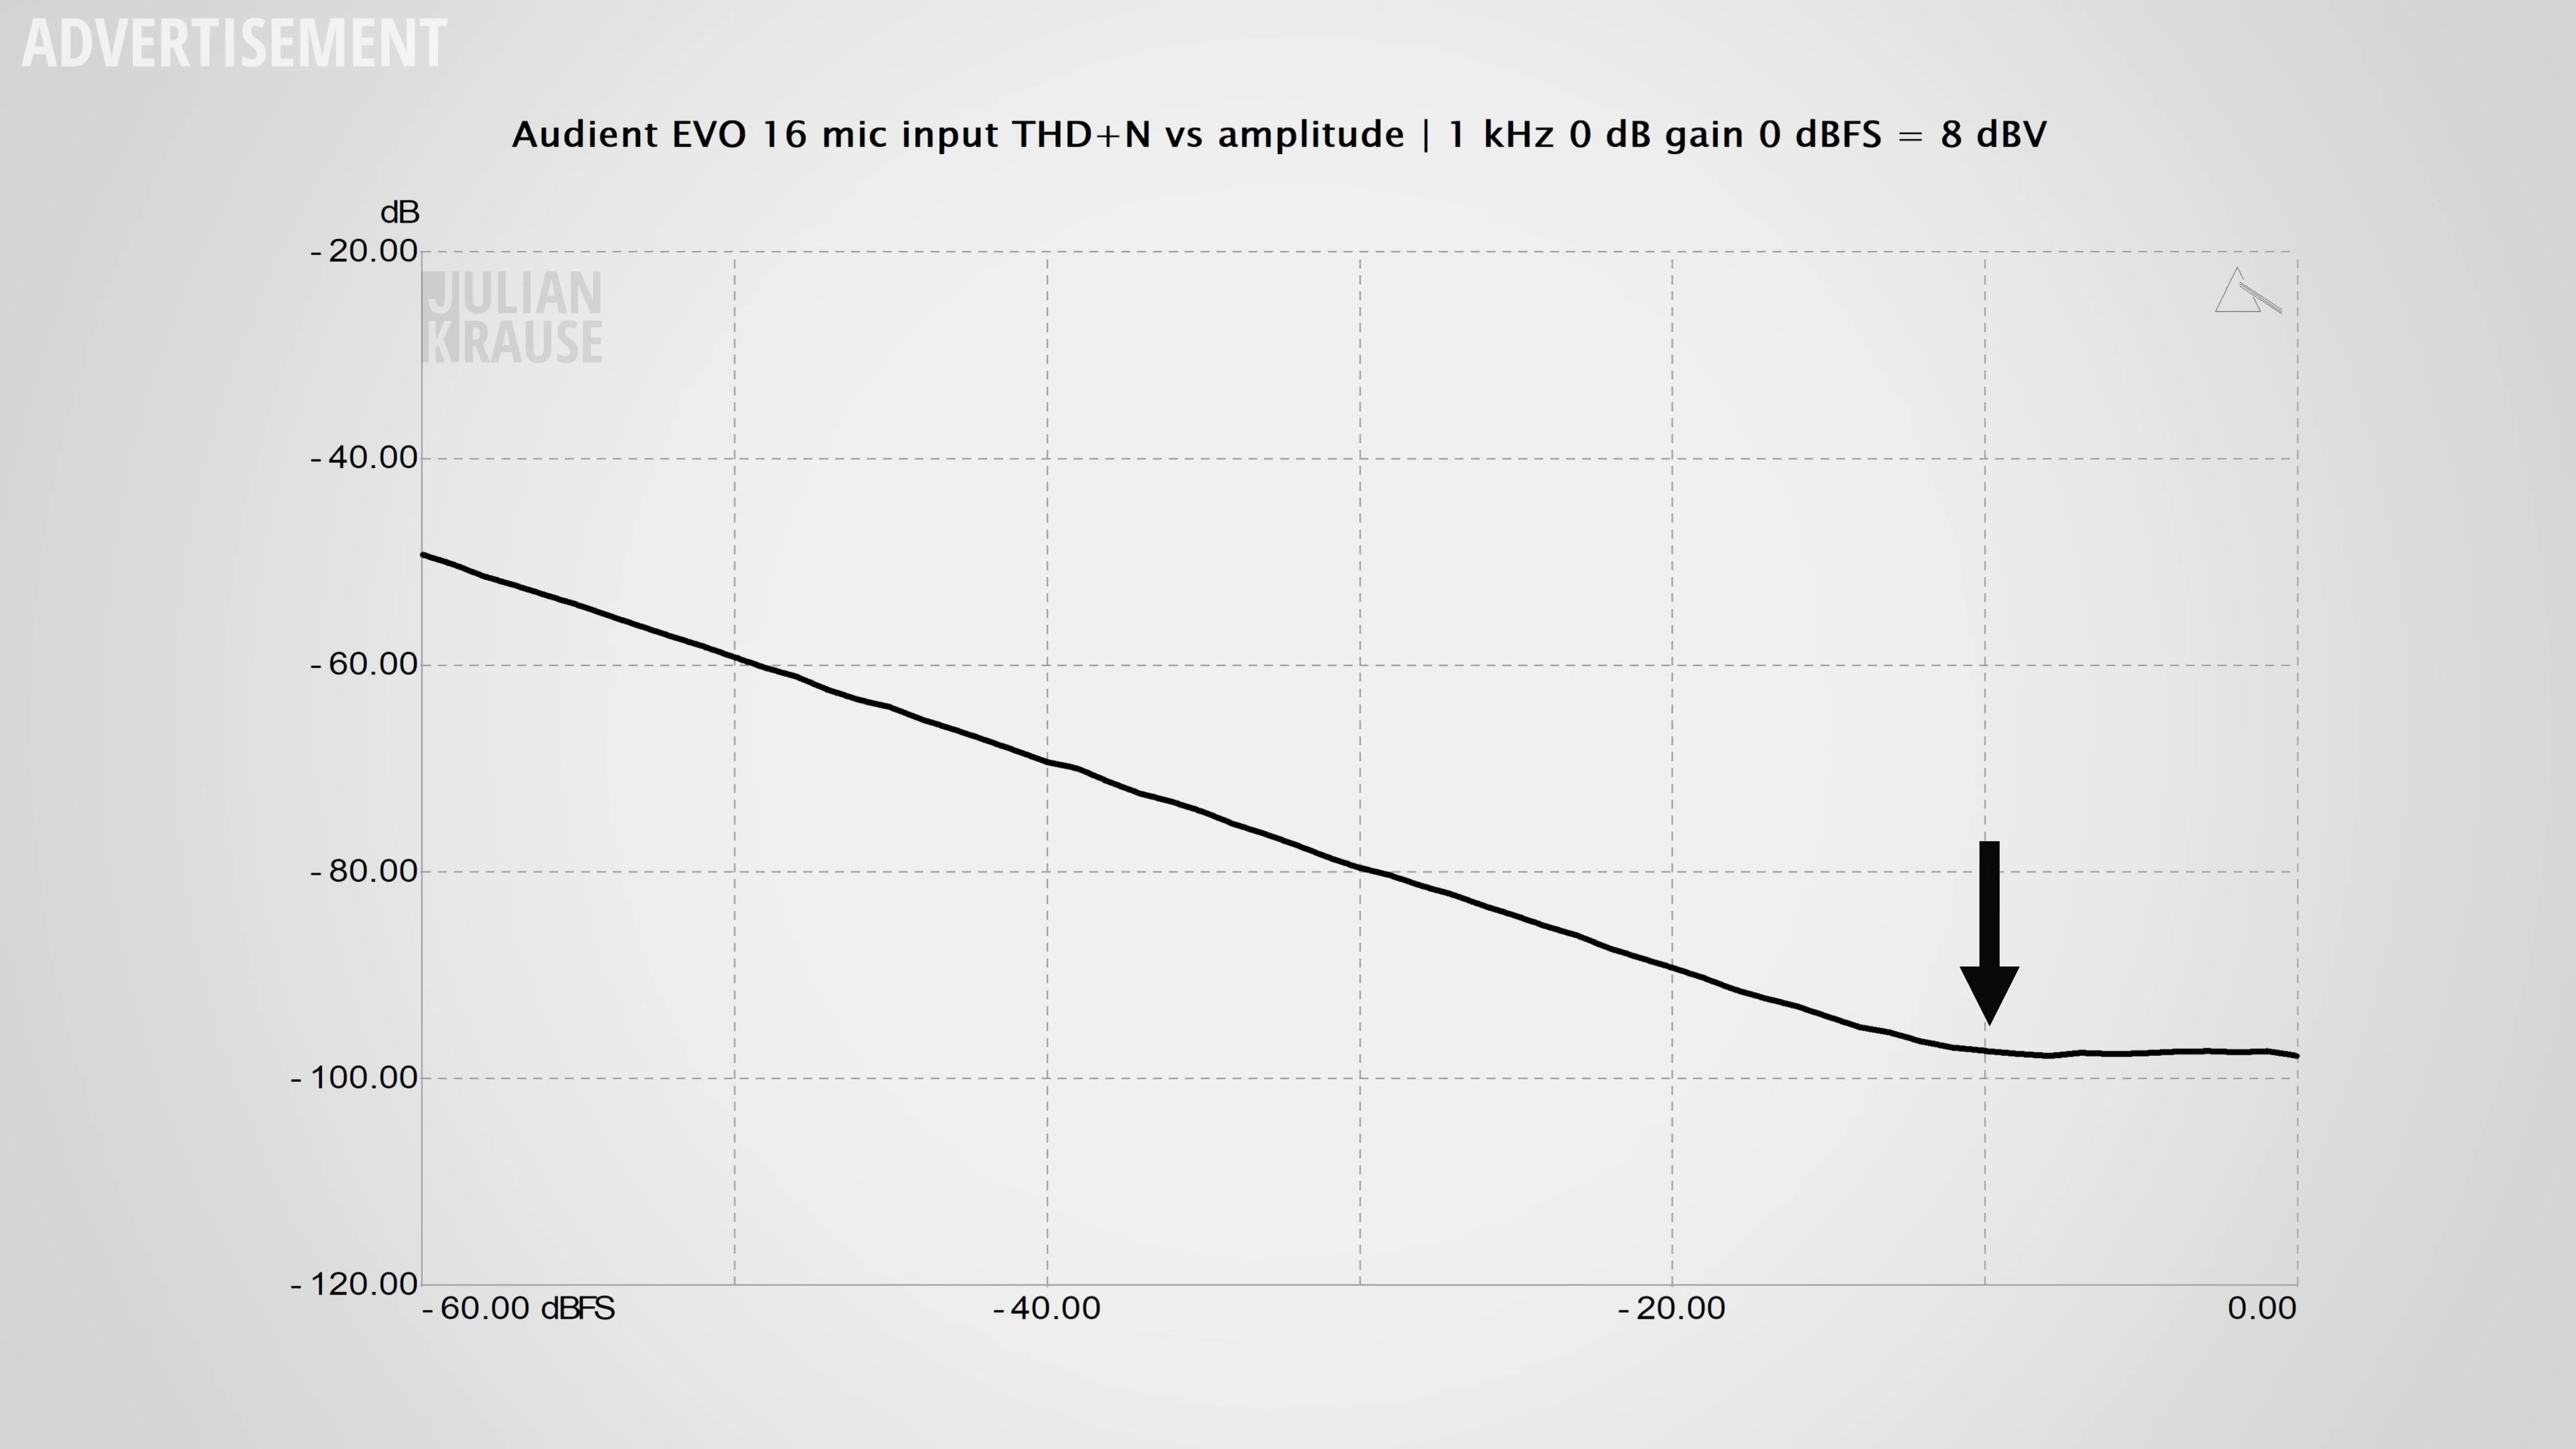 ADVERTISEMENT
Audient EVO 16 mic input THD+N vs amplitude | 1 kHz 0 dB gain 0 dBFS = 8 dBV
dB
-20.00
JULIAN
KRAUSE
-40.00
-60.00
-80.00
-100.00
-120.00
-60.00 dBFS -40.00 -20.00 0.00